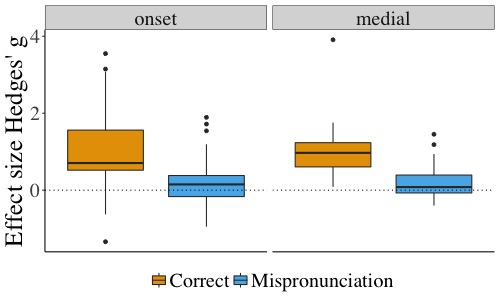 onset medial
Effect size Hedges' g
4
2
0
Correct Mispronunciation